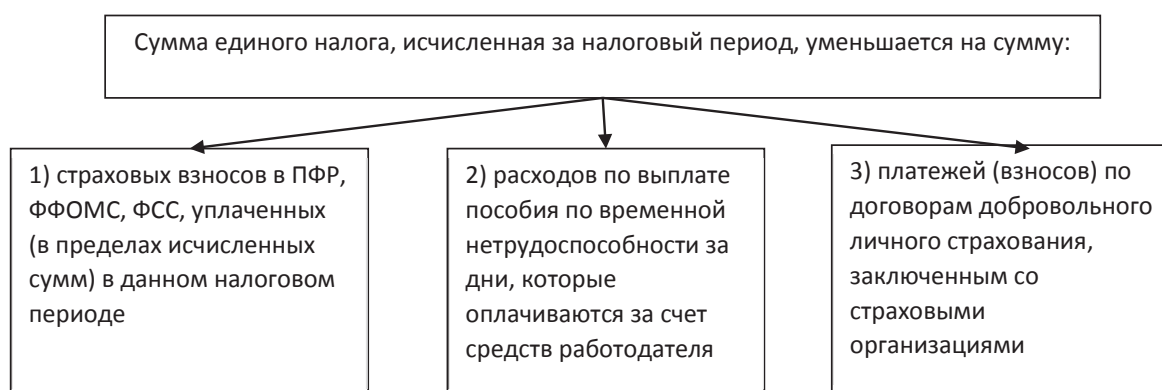 Сумма единого налога, исчисленная за налоговый период, уменьшается на сумму:
1) страховых взносов в ПФР,
ФФОМС, ФСС, уплаченных
(в пределах исчисленных
сумм) в данном налоговом
периоде
2) расходов по выплате
пособия по временной
нетрудоспособности за
дни, которые
оплачиваются за счет
средств работодателя
3) платежей (взносов) по
договорам добровольного
личного страхования,
заключенным со
страховыми
организациями